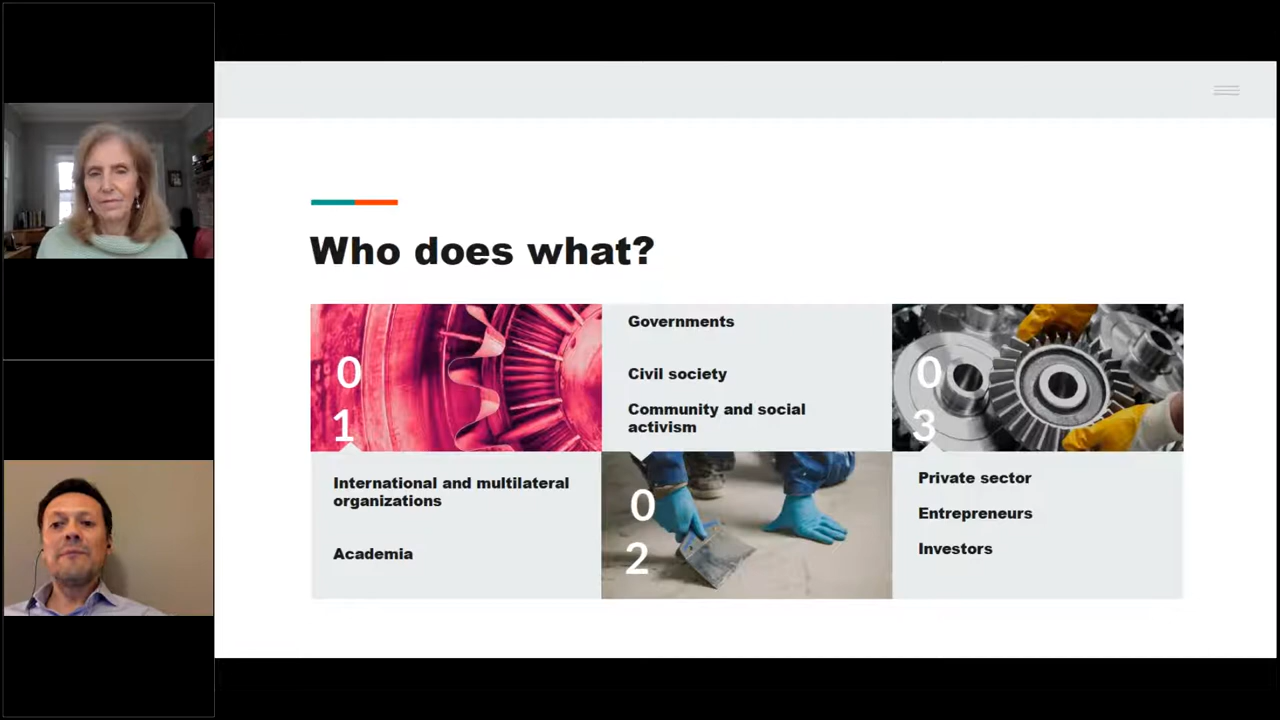 Who does what?
0
1
International and multilateral
organizations
Academia
Governments
Civil society
Community and social
activism
0
2
0
3
Private sector
Entrepreneurs
Investors